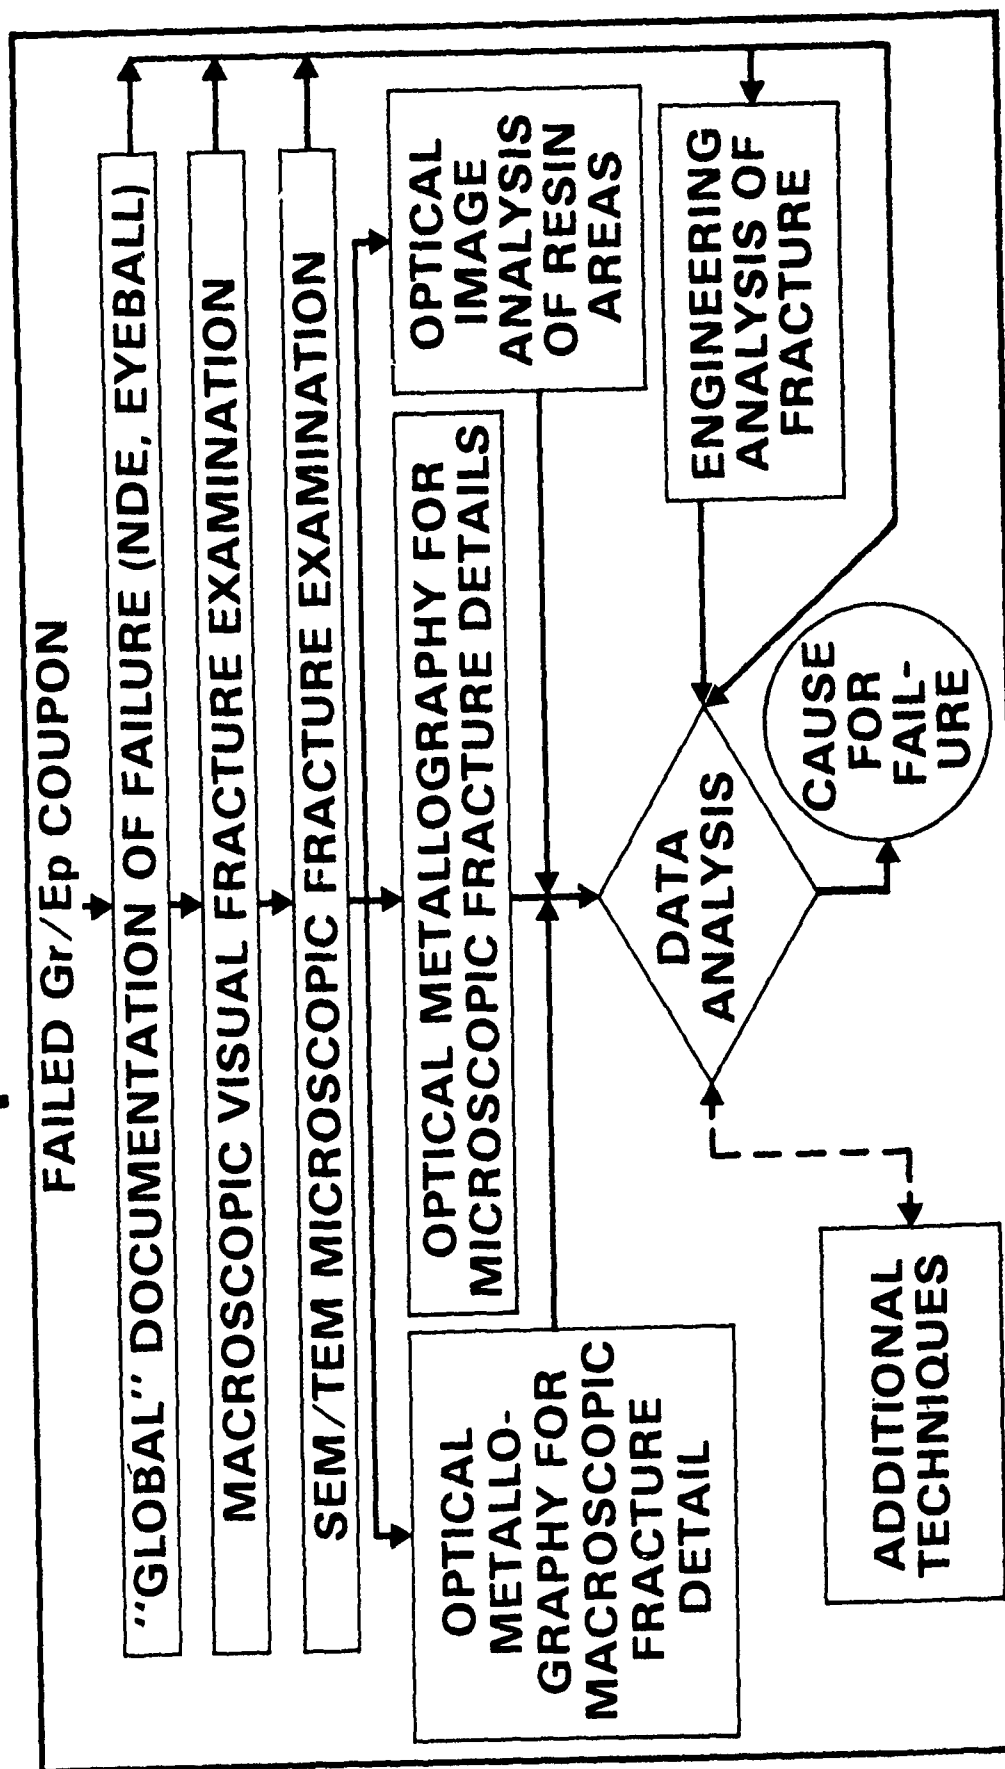 FAILED Gr/Ep COUPON
"GLOBAL" DOCUMENTATION OF FAILURE (NDE, EYEBALL)
MACROSCOPIC VISUAL FRACTURE EXAMINATION
SEM/TEM MICROSCOPIC FRACTURE EXAMINATION
OPTICAL
METALLO-
GRAPHY FOR
MACROSCOPIC
FRACTURE
DETAIL
OPTICAL METALLOGRAPHY FOR
MICROSCOPIC FRACTURE DETAILS
OPTICAL
IMAGE
ANALYSIS
OF RESIN
AREAS
ADDITIONAL
TECHNIQUES
DATA
ANALYSIS
ENGINEERING
ANALYSIS OF
FRACTURE
CAUSE
FOR
FAIL-
URE